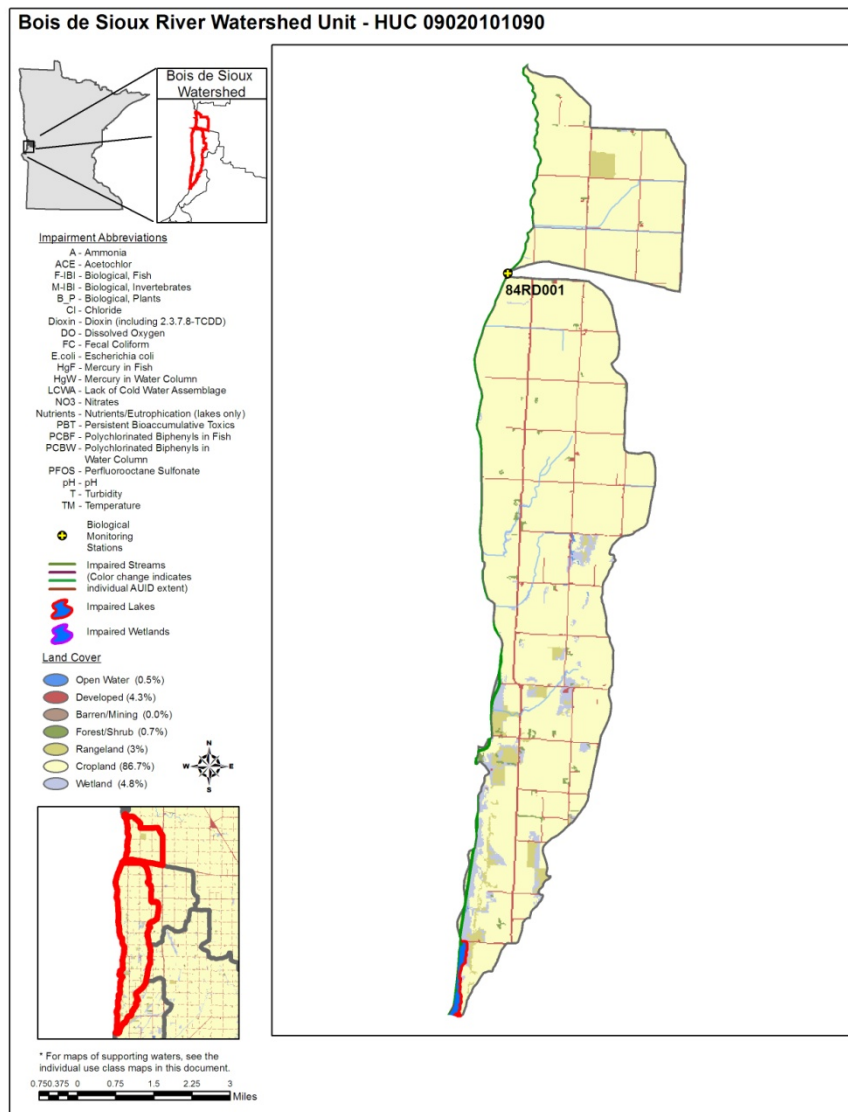 Bois de Sioux River Watershed Unit - HUC 09020101090
Bois de Sioux
Watershed
Impairment Abbreviations
A - Ammonia
ACE - Acetochlor
F-IBI - Biological, Fish
M-IBI - Biological, Invertebrates
B_P - Biological, Plants
Cl - Chloride
Dioxin - Dioxin (including 2.3.7.8-TCDD)
DO - Dissolved Oxygen
FC - Fecal Coliform
E.coli - Escherichia coli
HgF - Mercury in Fish
HgW - Mercury in Water Column
LCWA - Lack of Cold Water Assemblage
NO3 - Nitrates
Nutrients - Nutrients/Eutrophication (lakes only)
PBT - Persistent Bioaccumulative Toxics
PCBF - Polychlorinated Biphenyls in Fish
PCBW - Polychlorinated Biphenyls in
Water Column
PFOS - Perfluorooctane Sulfonate
pH - pH
T - Turbidity
TM - Temperature
Biological
Monitoring
Stations
Impaired Streams
(Color change indicates
individual AUID extent)
Impaired Lakes
Impaired Wetlands
Land Cover
Open Water (0.5%)
Developed (4.3%)
Barren/Mining (0.0%)
Forest/Shrub (0.7%)
Rangeland (3%)
Cropland (86.7%)
Wetland (4.8%)
N
W E
S
84RD001
* For maps of supporting waters, see the
individual use class maps in this document.
0.75 0.375 0 0.75 1.5 2.25 3
Miles